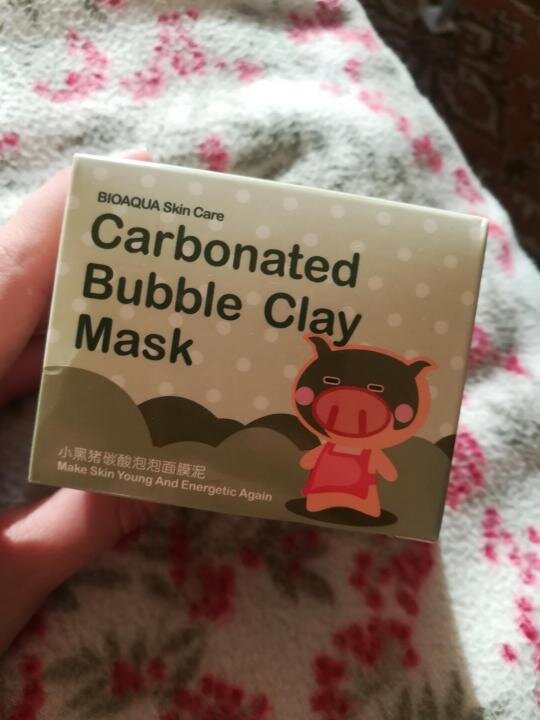 BIOAQUA Skin Care
Carbonated
Bubble Clay
Mask
小黑猪碳酸泡泡面膜泥
Make Skin Young And Energetic Again